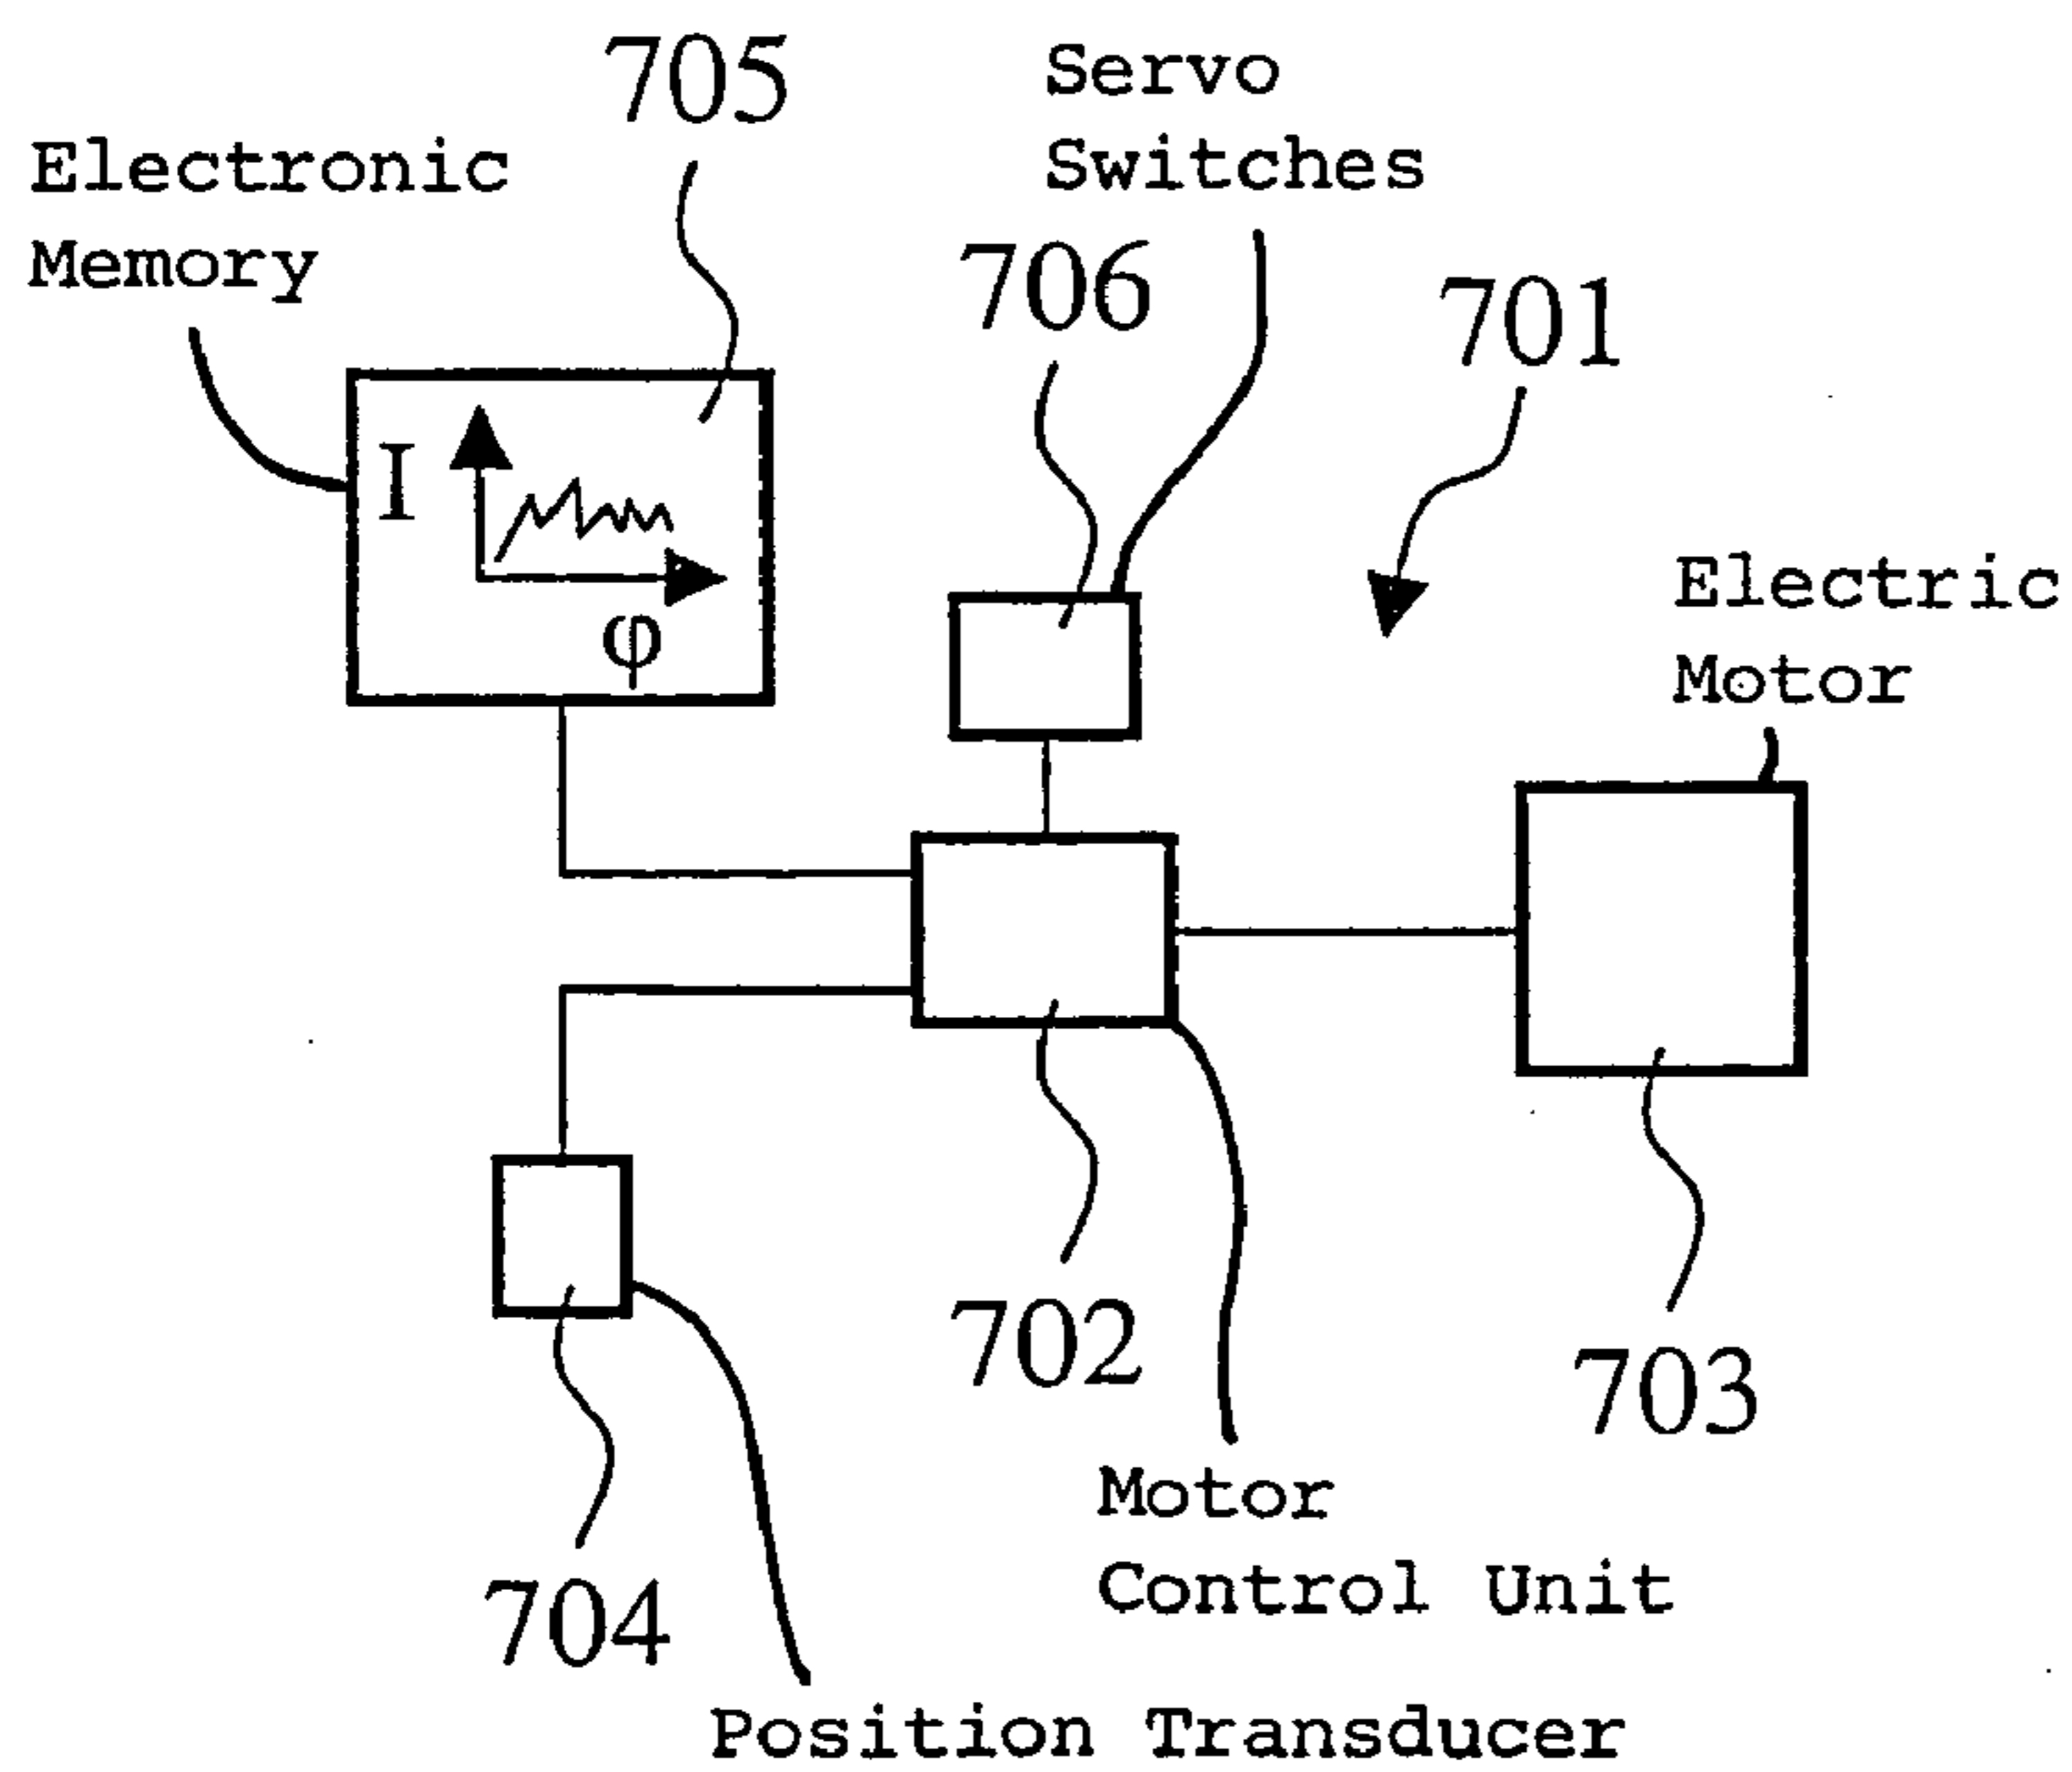 705
Servo
Switches
Electronic
Memory
706
701
I
φ
Electric
Motor
702
703
704
Motor
Control Unit
Position Transducer